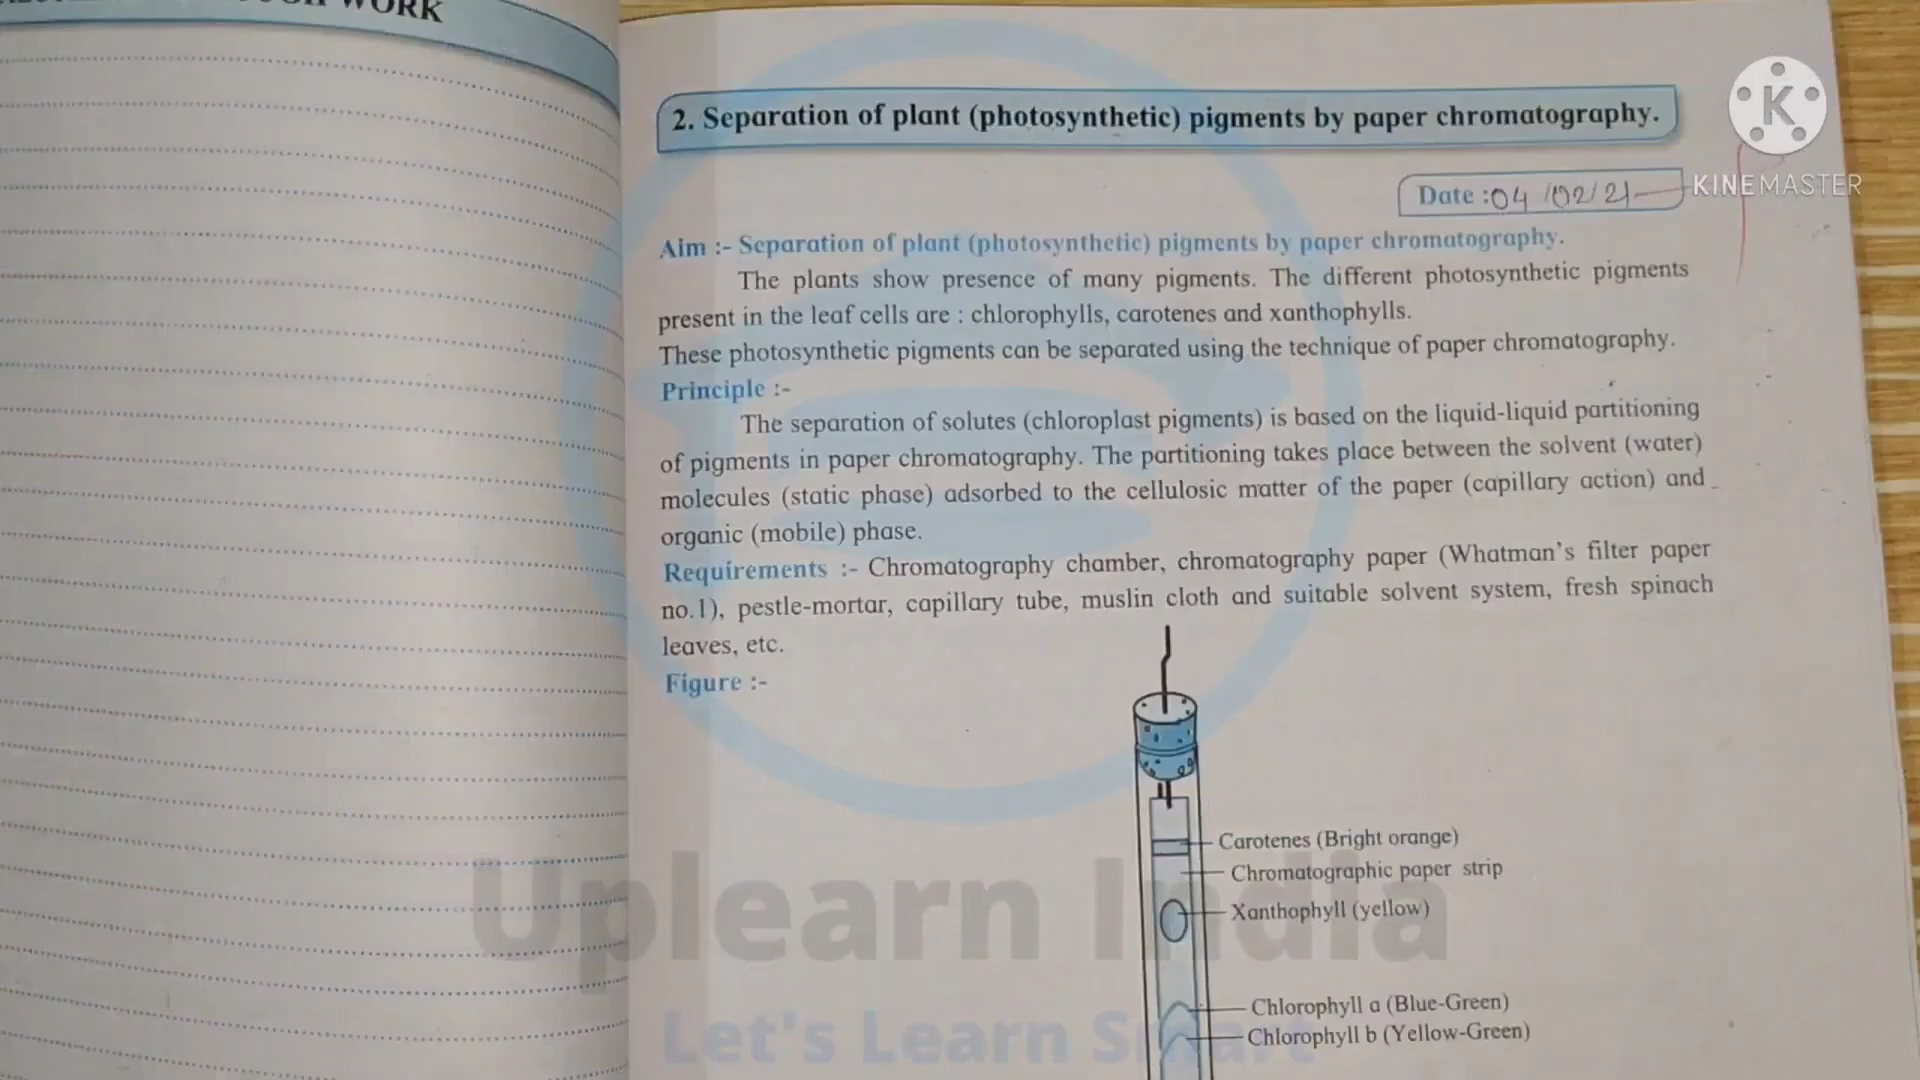 WORK
2. Separation of plant (photosynthetic) pigments by paper chromatography.
Date :04/02/21
KINEMASTER
Aim :- Separation of plant (photosynthetic) pigments by paper chromatography.
The plants show presence of many pigments. The different photosynthetic pigments
present in the leaf cells are : chlorophylls, carotenes and xanthophylls.
These photosynthetic pigments can be separated using the technique of paper chromatography.
Principle :-
The separation of solutes (chloroplast pigments) is based on the liquid-liquid partitioning
of pigments in paper chromatography. The partitioning takes place between the solvent (water)
molecules (static phase) adsorbed to the cellulosic matter of the paper (capillary action) and
organic (mobile) phase.
Requirements :- Chromatography chamber, chromatography paper (Whatman's filter paper
no.1), pestle-mortar, capillary tube, muslin cloth and suitable solvent system, fresh spinach
leaves, etc.
Figure :-
Carotenes (Bright orange)
Chromatographic paper strip
Xanthophyll (yellow)
Uplearn India
Chlorophyll a (Blue-Green)
Chlorophyll b (Yellow-Green)
Let's Learn Smart